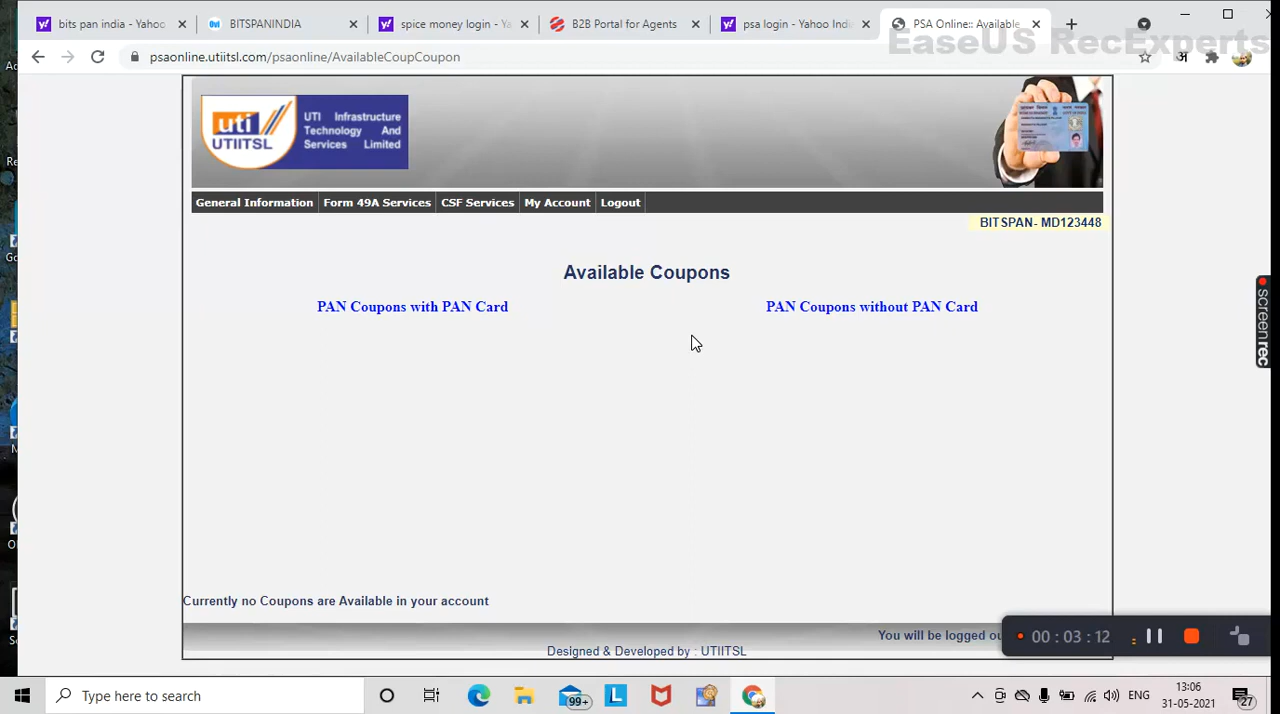 bits pan india - Yahoo
BITSPANINDIA
spice money login - Ya
B2B Portal for Agents
psa login - Yahoo Indi
PSA Online:: Available
EaseUS RecExperts
psaonline.utiitsl.com/psaonline/AvailableCoupCoupon
अ
uti
UTIITSL
UTI Infrastructure
Technology And
Services Limited
General Information
Form 49A Services
CSF Services
My Account
Logout
BITSPAN- MD123448
Available Coupons
PAN Coupons with PAN Card
PAN Coupons without PAN Card
screenrec
Currently no Coupons are Available in your account
You will be logged ou
00:03:12
Designed & Developed by : UTIITSL
Type here to search
99+
L
ENG
13:06
31-05-2021
27